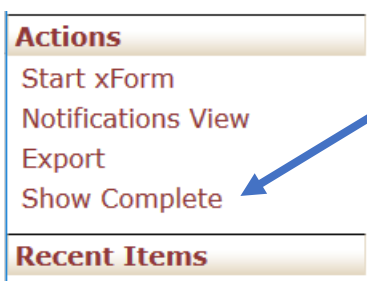 Actions
Start xForm
Notifications View
Export
Show Complete
Recent Items